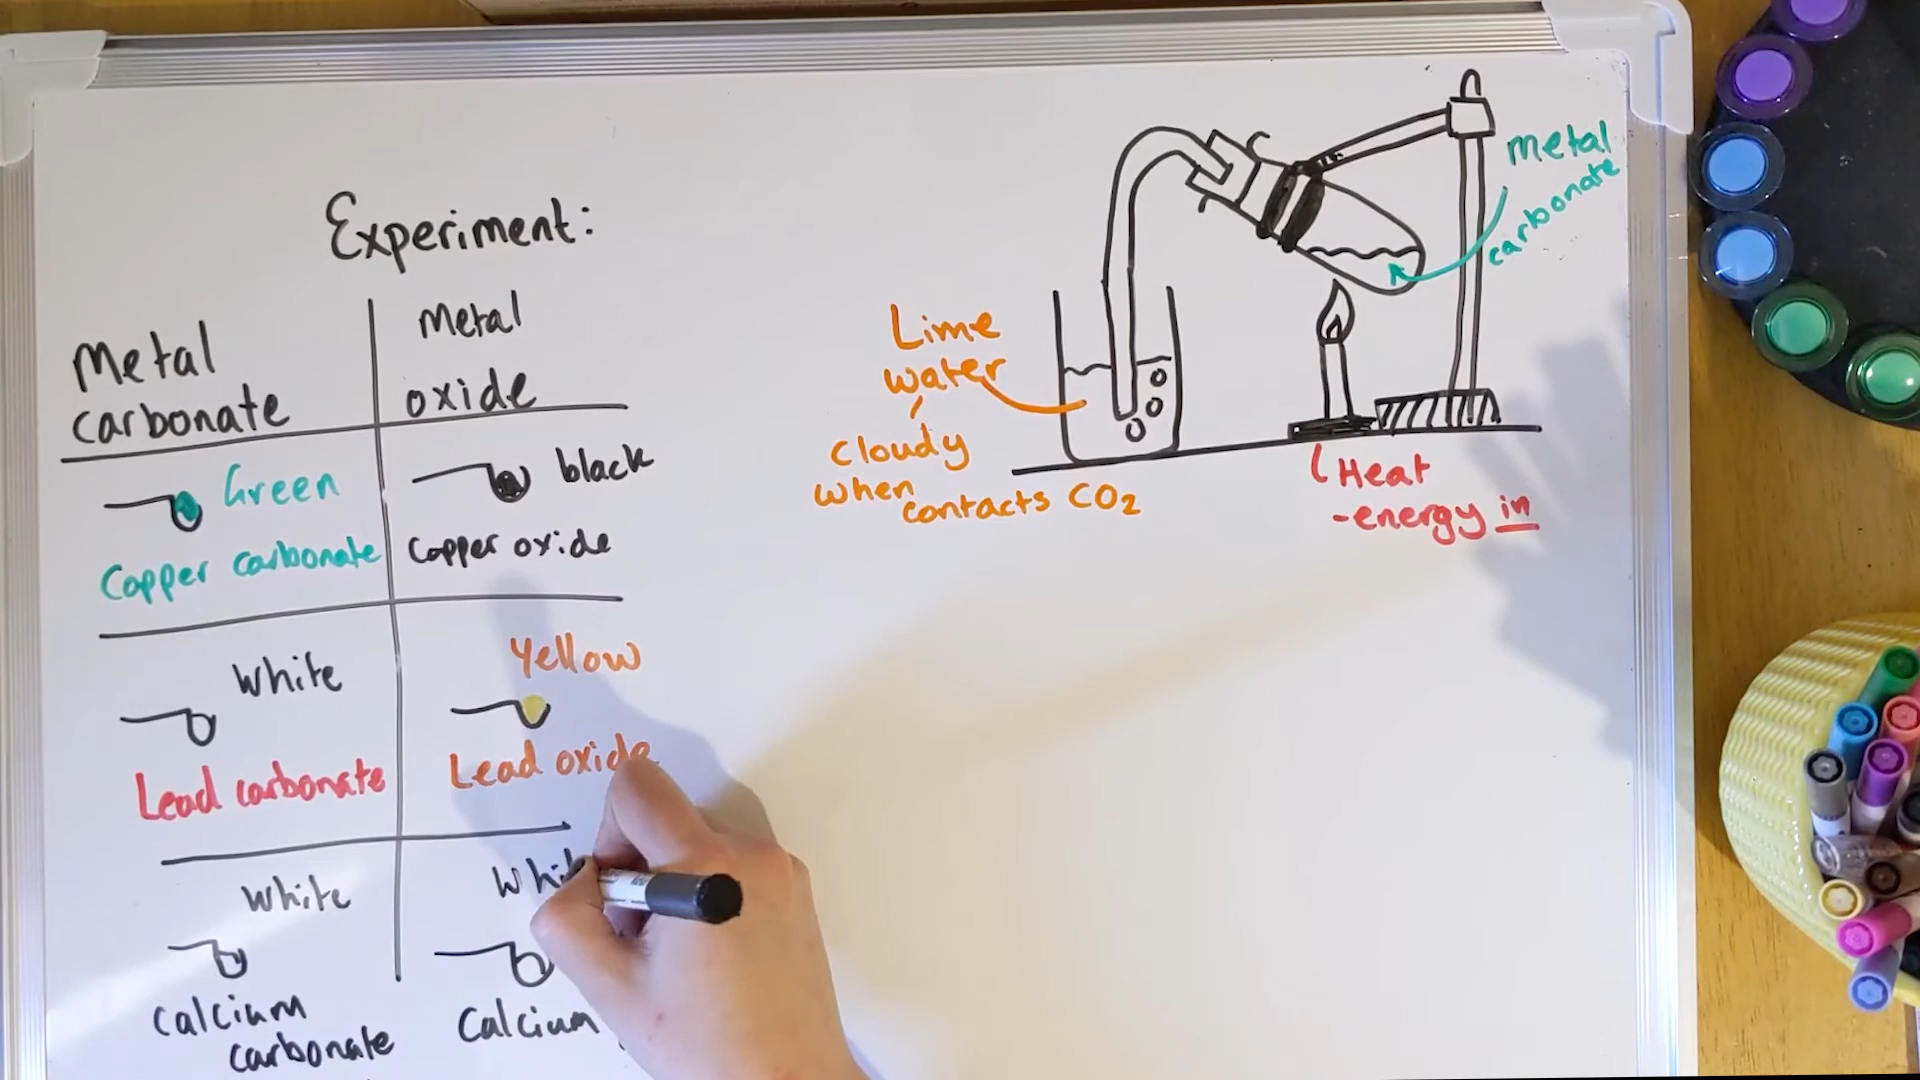 Experiment:
Metal
carbonate
Metal
oxide
Green
Copper carbonate
black
Copper oxide
White
Lead carbonate
Yellow
Lead oxide
White
Calcium
carbonate
Calcium
Metal
carbonate
Lime
water
Cloudy
when
contacts CO2
Heat
-energy in